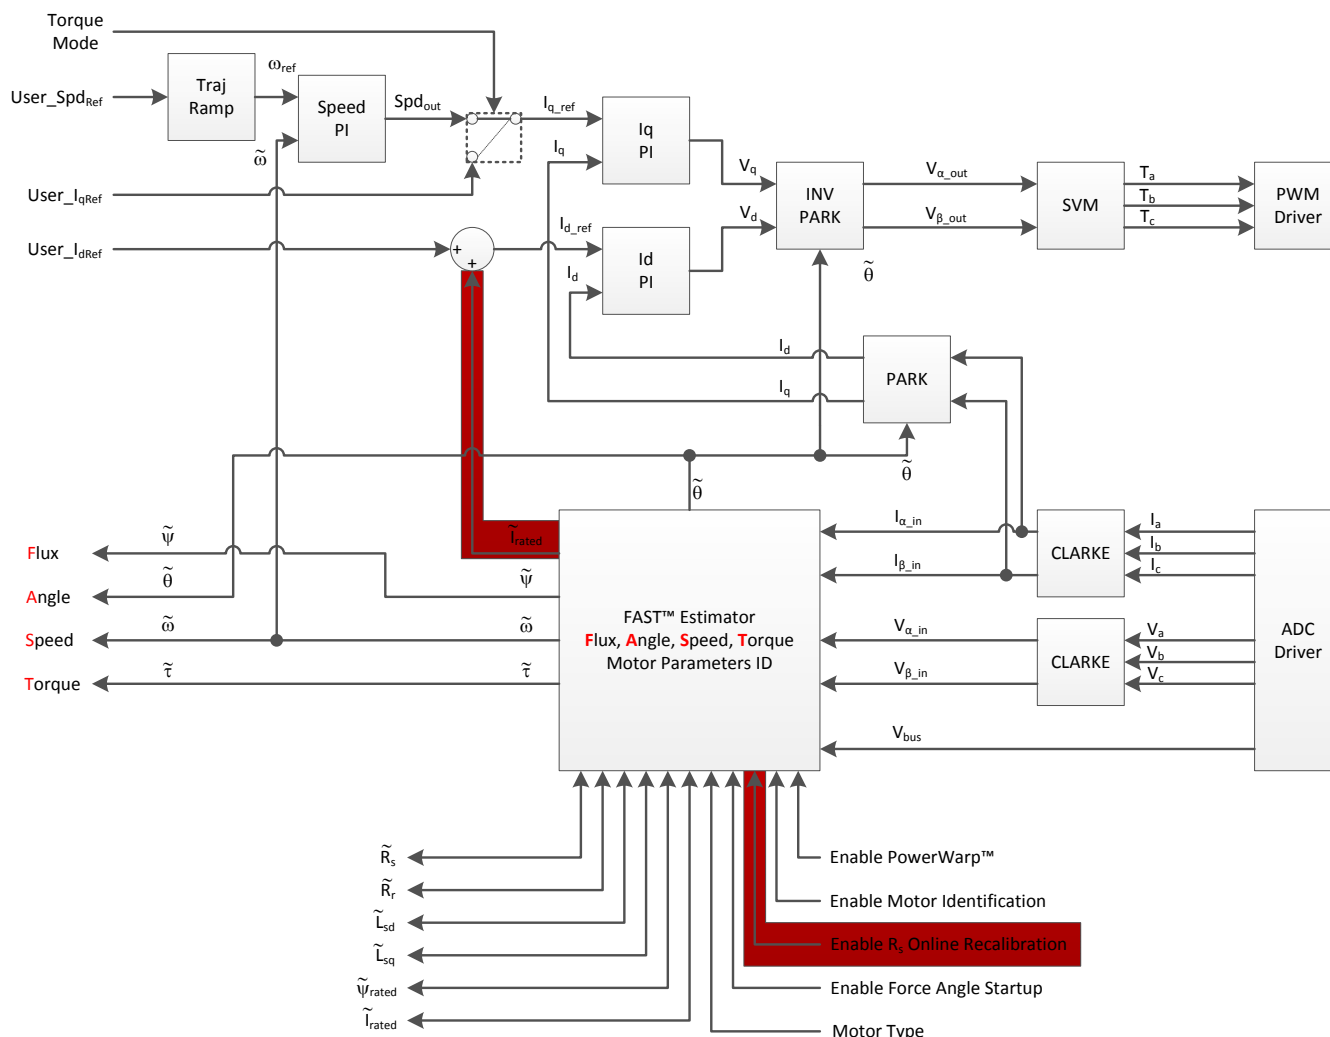 Torque
Mode
User_SpdRef
Traj
Ramp
ωref
Speed
PI
Spdout
ω̃
User_IqRef
Iq_ref
Iq
Iq
PI
Vq
User_IdRef
+
+
Id_ref
Id
Id
PI
Vd
INV
PARK
Vα_out
Vβ_out
SVM
Ta
Tb
Tc
PWM
Driver
θ̃
Id
Iq
PARK
θ̃
θ̃
Ĩrated
Flux
ψ̃
Angle
θ̃
Speed
ω̃
Torque
τ̃
ψ̃
ω̃
τ̃
FAST™ Estimator
Flux, Angle, Speed, Torque
Motor Parameters ID
Iα_in
Iβ_in
CLARKE
Ia
Ib
Ic
Vα_in
Vβ_in
CLARKE
Va
Vb
Vc
Vbus
ADC
Driver
R̃s
R̃r
L̃sd
L̃sq
ψ̃rated
Ĩrated
Enable PowerWarp™
Enable Motor Identification
Enable Rs Online Recalibration
Enable Force Angle Startup
Motor Type